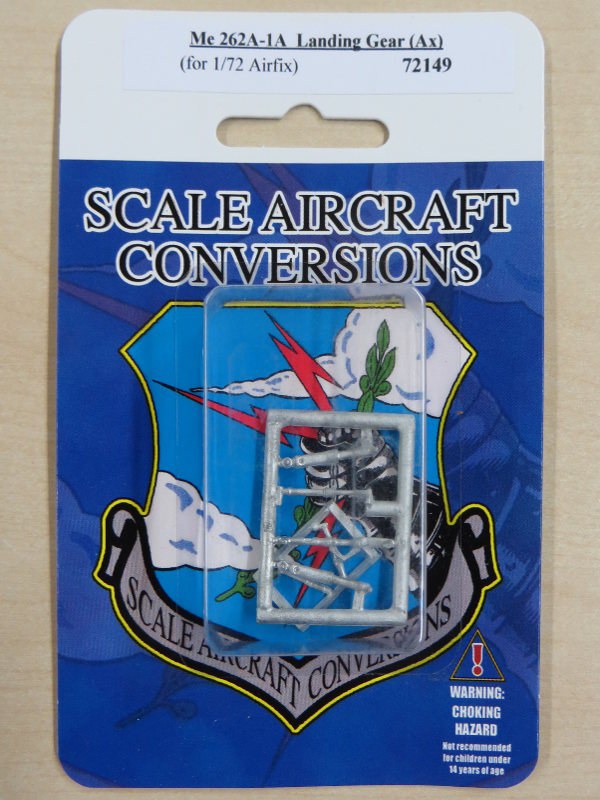 Me 262A-1A Landing Gear (Ax)
(for 1/72 Airfix) 72149
SCALE AIRCRAFT
CONVERSIONS
SCALE AIRCRAFT CONVERSIONS
WARNING:
CHOKING
HAZARD
Not recommended
for children under
14 years of age